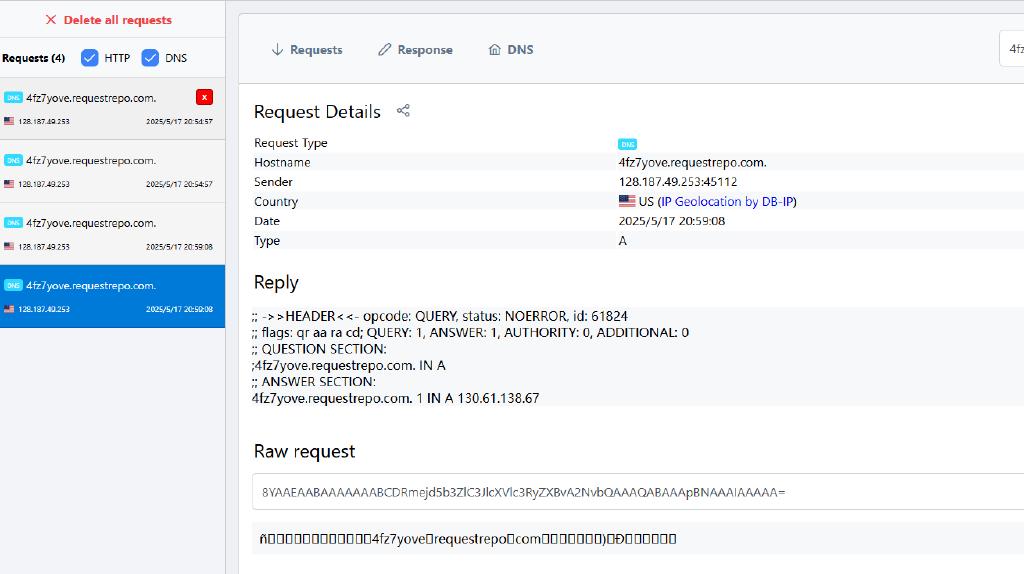 Delete all requests
Requests (4) HTTP DNS
DNS 4fz7yove.requestrepo.com. x
128.187.49.253 2025/5/17 20:54:57
DNS 4fz7yove.requestrepo.com.
128.187.49.253 2025/5/17 20:54:57
DNS 4fz7yove.requestrepo.com.
128.187.49.253 2025/5/17 20:59:08
DNS 4fz7yove.requestrepo.com.
128.187.49.253 2025/5/17 20:59:08
Requests Response DNS
4fz
Request Details
Request Type DNS
Hostname 4fz7yove.requestrepo.com.
Sender 128.187.49.253:45112
Country US (IP Geolocation by DB-IP)
Date 2025/5/17 20:59:08
Type A
Reply
;; ->>HEADER<<- opcode: QUERY, status: NOERROR, id: 61824
;; flags: qr aa ra cd; QUERY: 1, ANSWER: 1, AUTHORITY: 0, ADDITIONAL: 0
;; QUESTION SECTION:
;4fz7yove.requestrepo.com. IN A
;; ANSWER SECTION:
4fz7yove.requestrepo.com. 1 IN A 130.61.138.67
Raw request
8YAAEAABAAAAAAABCDRmejd5b3ZlC3JlcXVlc3RyZXBvA2NvbQAAAQABAAApBNAAAIAAAAA=
ñ▯▯▯▯▯▯▯▯▯▯▯▯4fz7yove▯requestrepo▯com▯▯▯▯▯▯▯)▯Ð▯▯▯▯▯▯